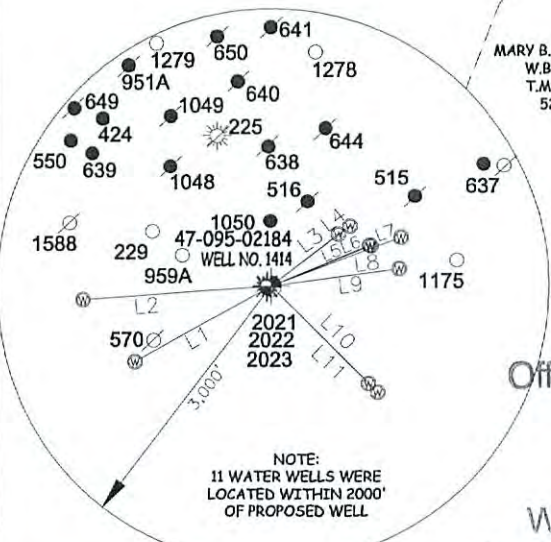 641
650
1279
1278
951A
MARY B.
W.B
T.M
52
640
649
1049
424
225
644
550
639
638
637
1048
516
515
1050
1588
229
47-095-02184
WELL NO. 1414
959A
L3
L4
L5
L6
L7
L8
L9
1175
L2
L1
570
2021
2022
2023
L10
L11
3,000'
Off
NOTE:
11 WATER WELLS WERE
LOCATED WITHIN 2000'
OF PROPOSED WELL
W